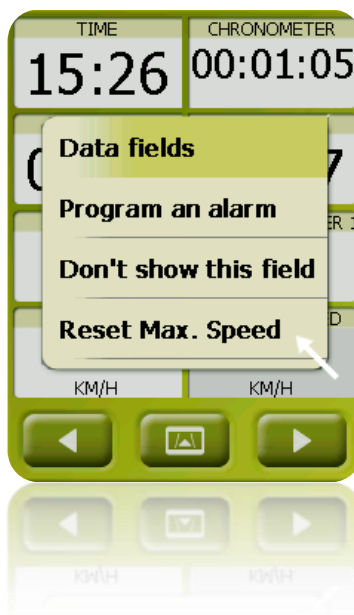 TIME CHRONOMETER
15:26 00:01:05
Data fields
7
Program an alarm
Don't show this field
Reset Max. Speed
KM/H KM/H